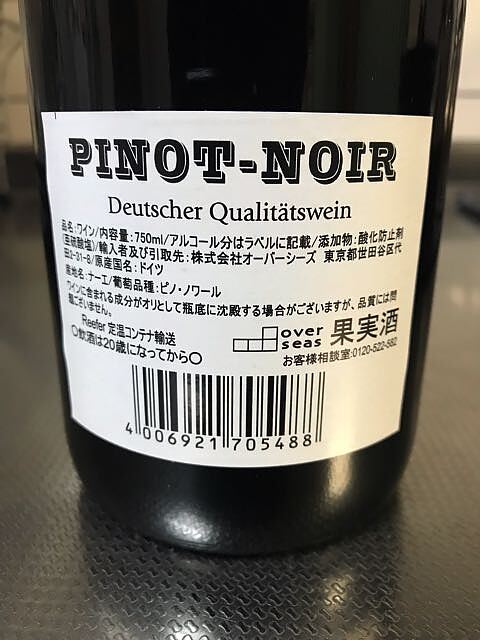 PINOT-NOIR
Deutscher Qualitätswein
品名:ワイン/内容量:750ml/アルコール分はラベルに記載/添加物:酸化防止剤
(亜硫酸塩)/輸入者及び引取先:株式会社オーバーシーズ 東京都世田谷区代
田3-31-8/原産国名:ドイツ
産地名:ナーエ/葡萄品種:ピノ・ノワール
ワインに含まれる成分がオリとして瓶底に沈殿する場合がございますが、品質には問
題ございません。
Reefer 定温コンテナ輸送
〇飲酒は20歳になってから〇
over
seas
果実酒
お客様相談室:0120-522-582
4 006921 705488